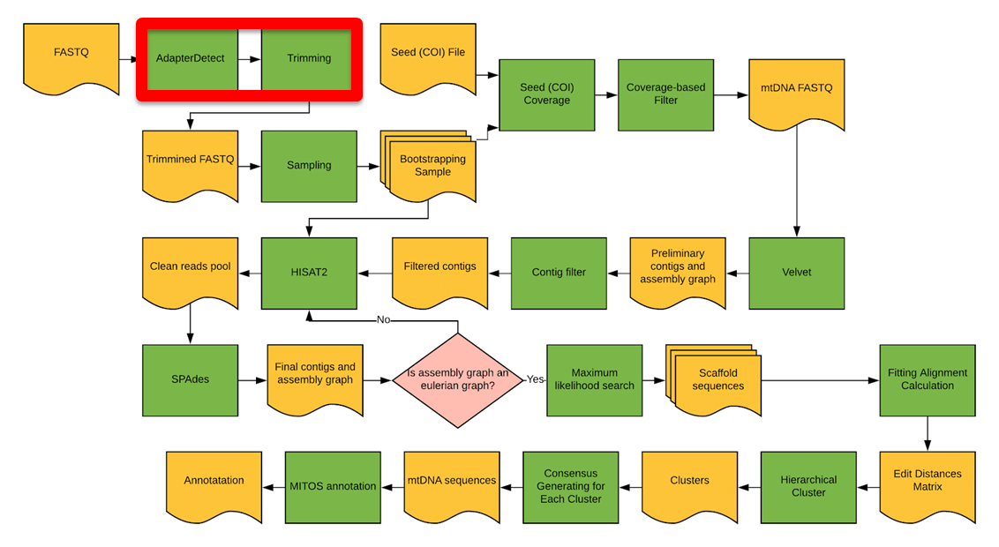 FASTQ
AdapterDetect
Trimming
Seed (COI) File
Seed (COI)
Coverage
Coverage-based
Filter
mtDNA FASTQ
Trimmined FASTQ
Sampling
Bootstrapping
Sample
Clean reads pool
HISAT2
Filtered contigs
Contig filter
Preliminary
contigs and
assembly graph
Velvet
No
SPAdes
Final contigs and
assembly graph
Is assembly graph an
eulerian graph?
Yes
Maximum
likelihood search
Scaffold
sequences
Fitting Alignment
Calculation
Annotatation
MITOS annotation
mtDNA sequences
Consensus
Generating for
Each Cluster
Clusters
Hierarchical
Cluster
Edit Distances
Matrix